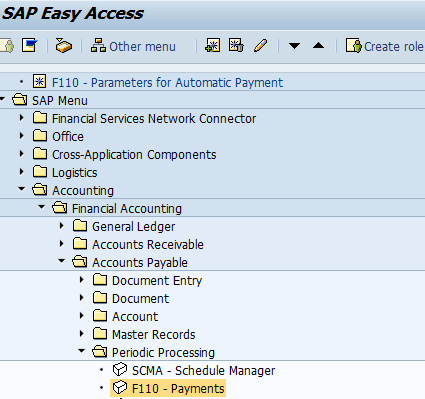 SAP Easy Access
Other menu Create role
F110 - Parameters for Automatic Payment
SAP Menu
Financial Services Network Connector
Office
Cross-Application Components
Logistics
Accounting
Financial Accounting
General Ledger
Accounts Receivable
Accounts Payable
Document Entry
Document
Account
Master Records
Periodic Processing
SCMA - Schedule Manager
F110 - Payments